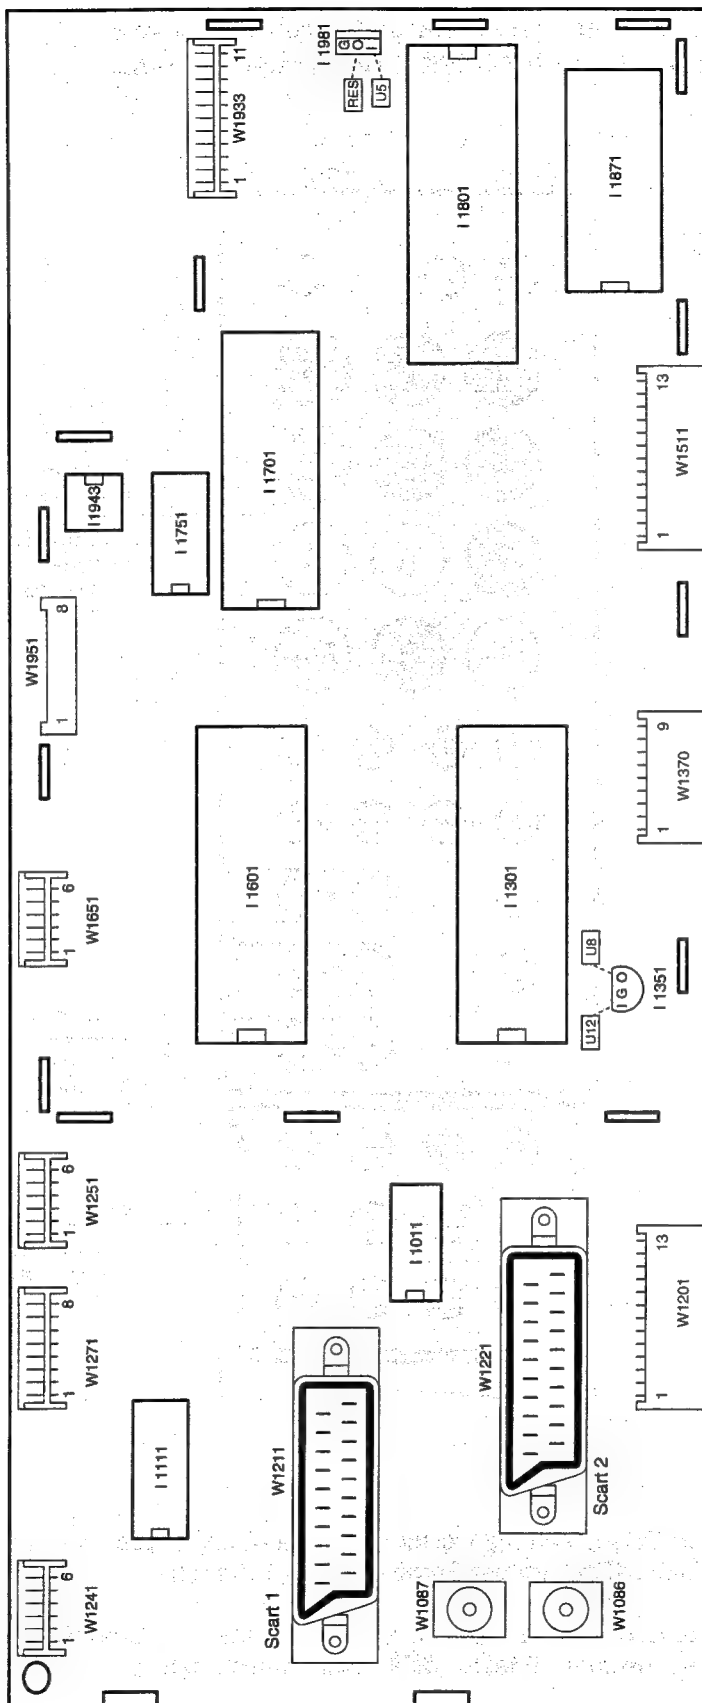 I 1981
G O I
RES
U5
11
W1933
1
I 1801
I 1871
I 1701
I 1943
I 1751
13
W1511
1
W1951
8
1
9
W1370
1
I 1601
I 1301
6
W1651
1
U8
U12
I G O
I 1351
6
W1251
1
I 1011
8
W1271
1
13
W1201
1
W1221
Scart 2
W1211
Scart 1
I 1111
6
W1241
1
W1087
W1086